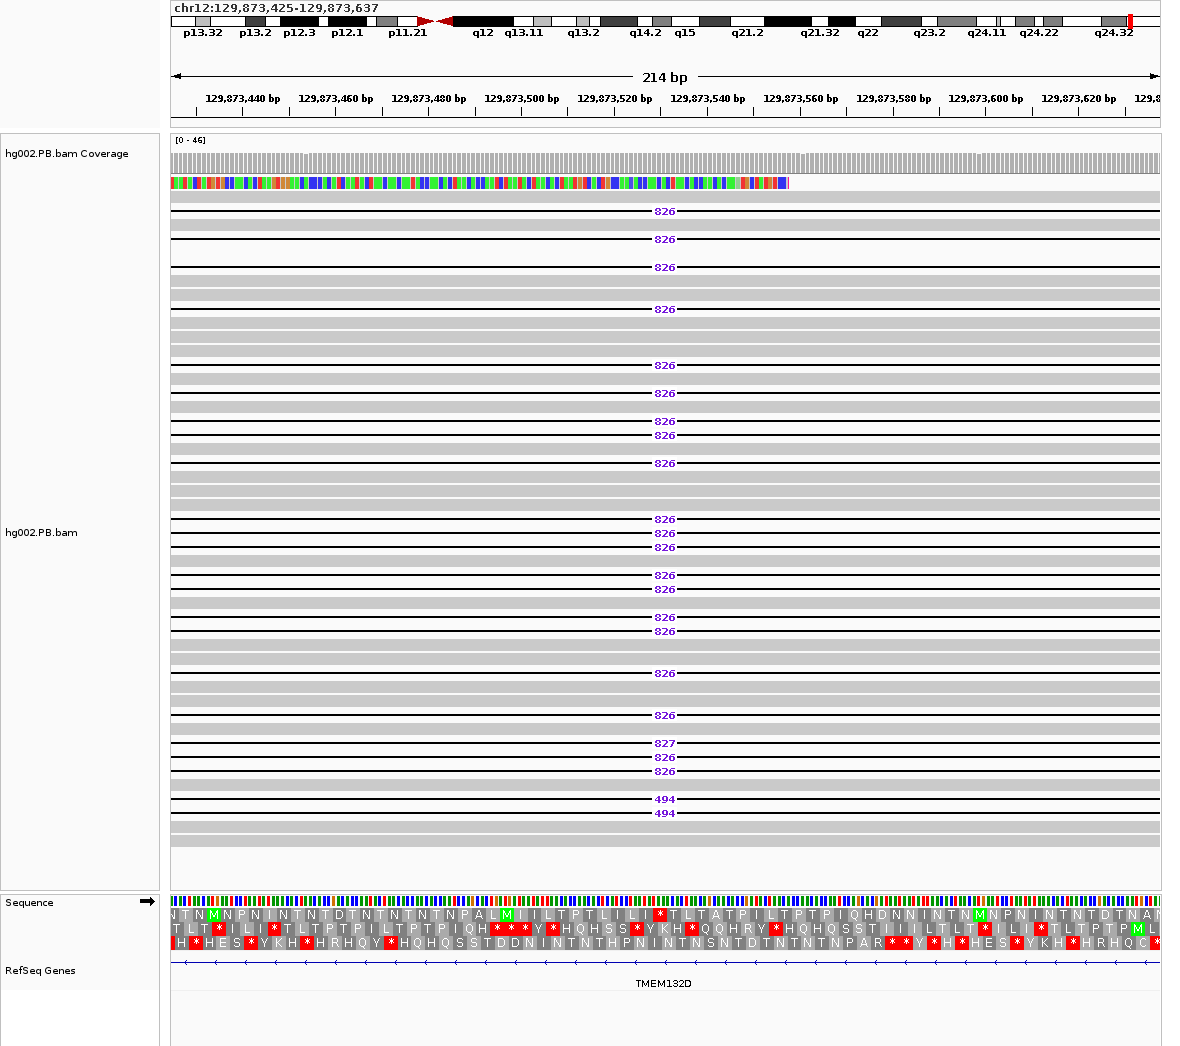 chr12:129,873,425-129,873,637
p13.32 p13.2 p12.3 p12.1 p11.21 q12 q13.11 q13.2 q14.2 q15 q21.2 q21.32 q22 q23.2 q24.11 q24.22 q24.32
214 bp
129,873,440 bp 129,873,460 bp 129,873,480 bp 129,873,500 bp 129,873,520 bp 129,873,540 bp 129,873,560 bp 129,873,580 bp 129,873,600 bp 129,873,620 bp 129,8
[0 - 46]
hg002.PB.bam Coverage
826
826
826
826
826
826
826
826
826
826
hg002.PB.bam
826
826
826
826
826
826
826
826
827
826
826
494
494
Sequence
N T N M N P N I N T N T D T N T N T N T N P A L M I I L T P T L I L I * T L T A T P I L T P T P I Q H D N N I N T N M N P N I N T N T D T N A N
T L T * I L I * T L T P T P I L T P T P I Q H * * * Y * H Q H S S * Y K H * Q Q H R Y * H Q H Q S S T I I I L T L T * I L I * T L T P T P M L
H * H E S * Y K H * H R H Q Y * H Q H Q S S T D D N I N T N T H P N I N T N S N T D T N T N T N P A R * * Y * H * H E S * Y K H * H R H Q C *
RefSeq Genes
TMEM132D